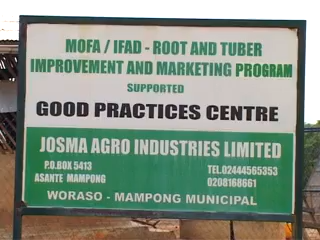 MOFA / IFAD - ROOT AND TUBER
IMPROVEMENT AND MARKETING PROGRAM
SUPPORTED
GOOD PRACTICES CENTRE
JOSMA AGRO INDUSTRIES LIMITED
P.O.BOX 5413
ASANTE MAMPONG
TEL.02444565353
0208168661
WORASO - MAMPONG MUNICIPAL